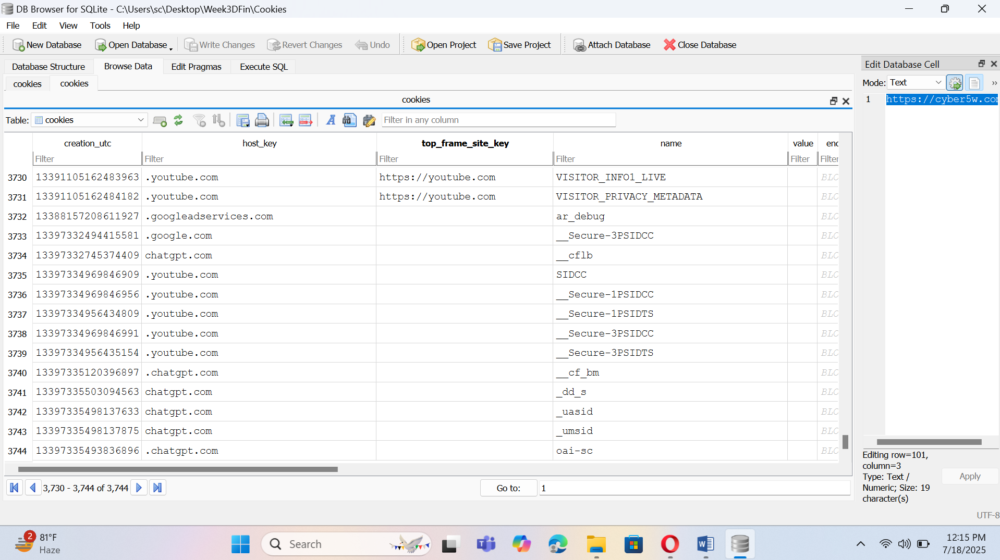 DB Browser for SQLite - C:\Users\sc\Desktop\Week3DFin\Cookies
File Edit View Tools Help
New Database Open Database Write Changes Revert Changes Undo Open Project Save Project Attach Database Close Database
Database Structure Browse Data Edit Pragmas Execute SQL
cookies cookies
cookies
Table: cookies Filter in any column
creation_utc host_key top_frame_site_key name value enc
Filter Filter Filter Filter Filter Filter
3730 13391105162483963 .youtube.com https://youtube.com VISITOR_INFO1_LIVE BLO
3731 13391105162484182 .youtube.com https://youtube.com VISITOR_PRIVACY_METADATA BLO
3732 13388157208611927 .googleadservices.com ar_debug BLO
3733 13397332494415581 .google.com __Secure-3PSIDCC BLO
3734 13397332745374409 chatgpt.com __cflb BLO
3735 13397334969846909 .youtube.com SIDCC BLO
3736 13397334969846956 .youtube.com __Secure-1PSIDCC BLO
3737 13397334956434809 .youtube.com __Secure-1PSIDTS BLO
3738 13397334969846991 .youtube.com __Secure-3PSIDCC BLO
3739 13397334956435154 .youtube.com __Secure-3PSIDTS BLO
3740 13397335120396897 .chatgpt.com __cf_bm BLO
3741 13397335503094563 chatgpt.com _dd_s BLO
3742 13397335498137633 chatgpt.com _uasid BLO
3743 13397335498137875 chatgpt.com _umsid BLO
3744 13397335493836896 .chatgpt.com oai-sc BLO
3,730 - 3,744 of 3,744 Go to: 1
Edit Database Cell
Mode: Text »
1 https://cyber5w.com
Editing row=101,
column=3
Type: Text /
Numeric; Size: 19
character(s)
Apply
UTF-8
2 81°F
Haze
Search
12:15 PM
7/18/2025